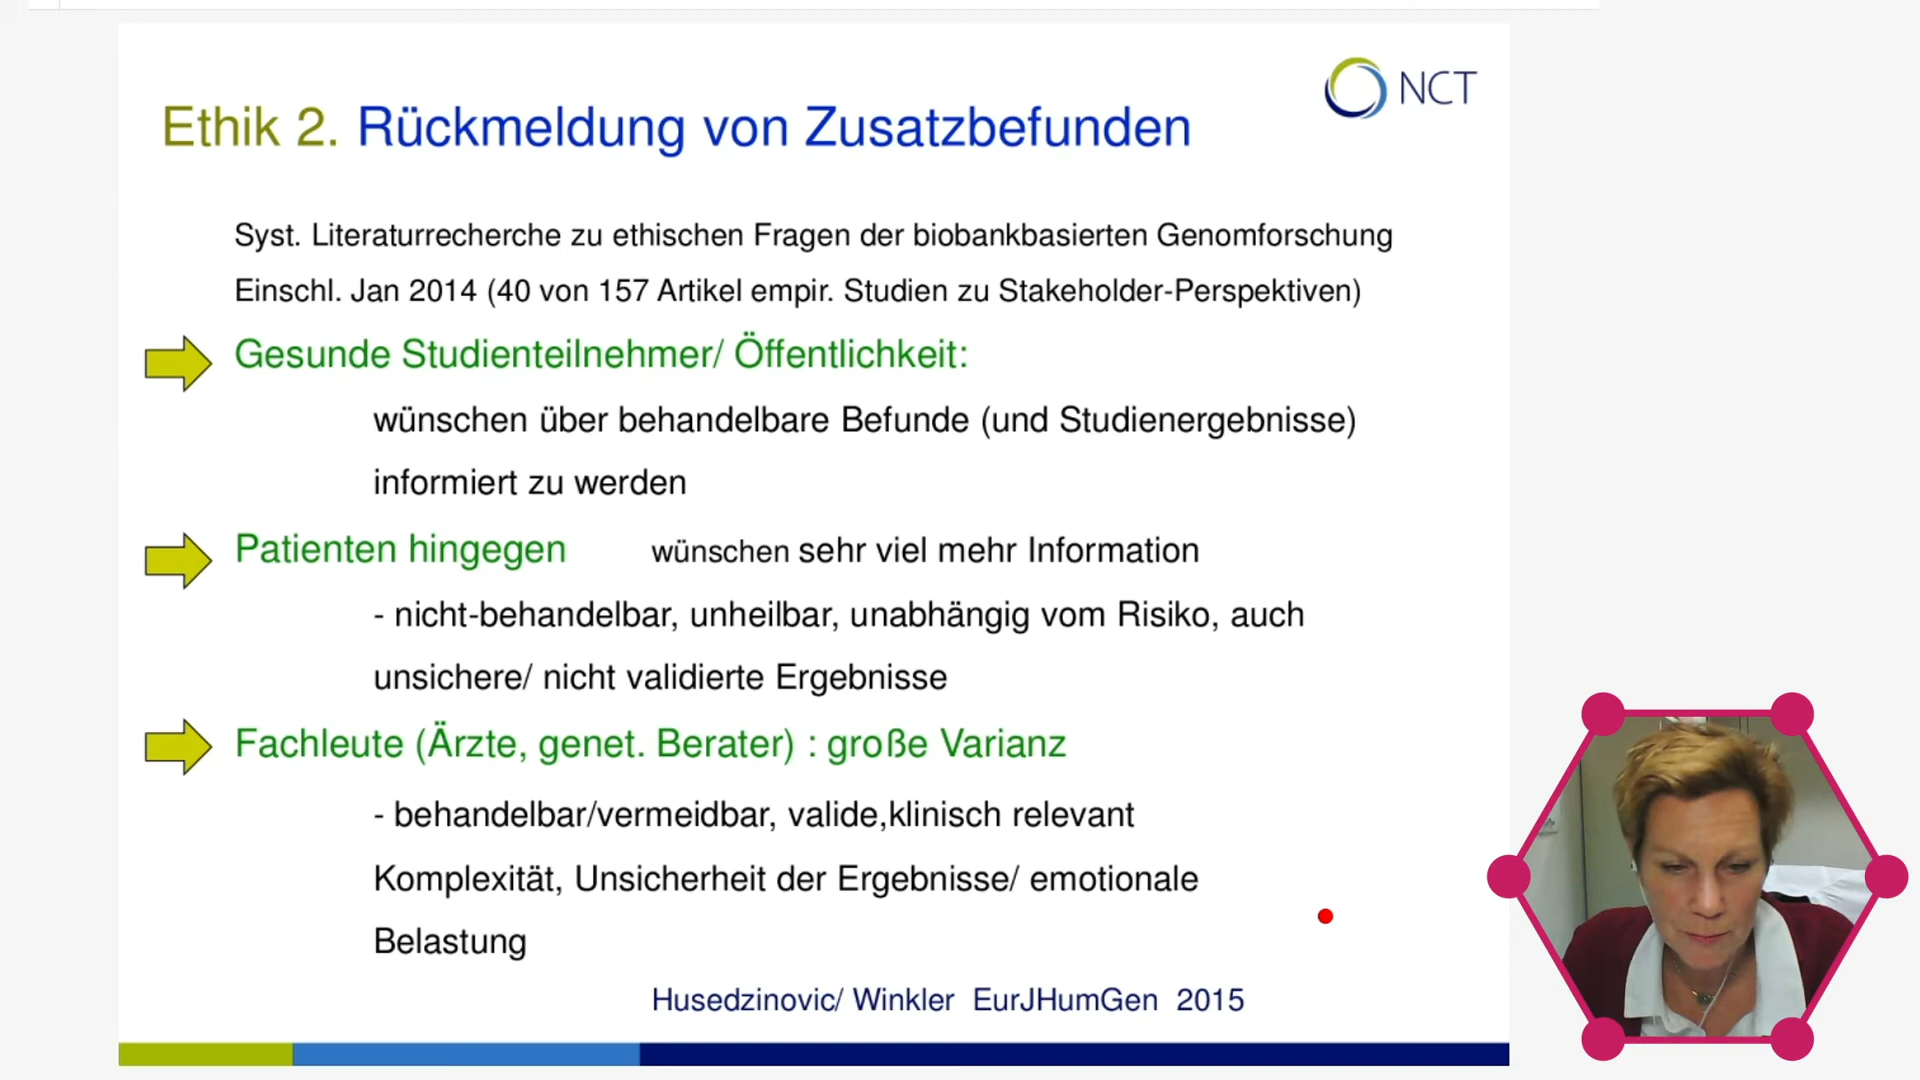 NCT
Ethik 2. Rückmeldung von Zusatzbefunden
Syst. Literaturrecherche zu ethischen Fragen der biobankbasierten Genomforschung
Einschl. Jan 2014 (40 von 157 Artikel empir. Studien zu Stakeholder-Perspektiven)
Gesunde Studienteilnehmer/ Öffentlichkeit:
wünschen über behandelbare Befunde (und Studienergebnisse)
informiert zu werden
Patienten hingegen wünschen sehr viel mehr Information
- nicht-behandelbar, unheilbar, unabhängig vom Risiko, auch
unsichere/ nicht validierte Ergebnisse
Fachleute (Ärzte, genet. Berater) : große Varianz
- behandelbar/vermeidbar, valide,klinisch relevant
Komplexität, Unsicherheit der Ergebnisse/ emotionale
Belastung
Husedzinovic/ Winkler EurJHumGen 2015